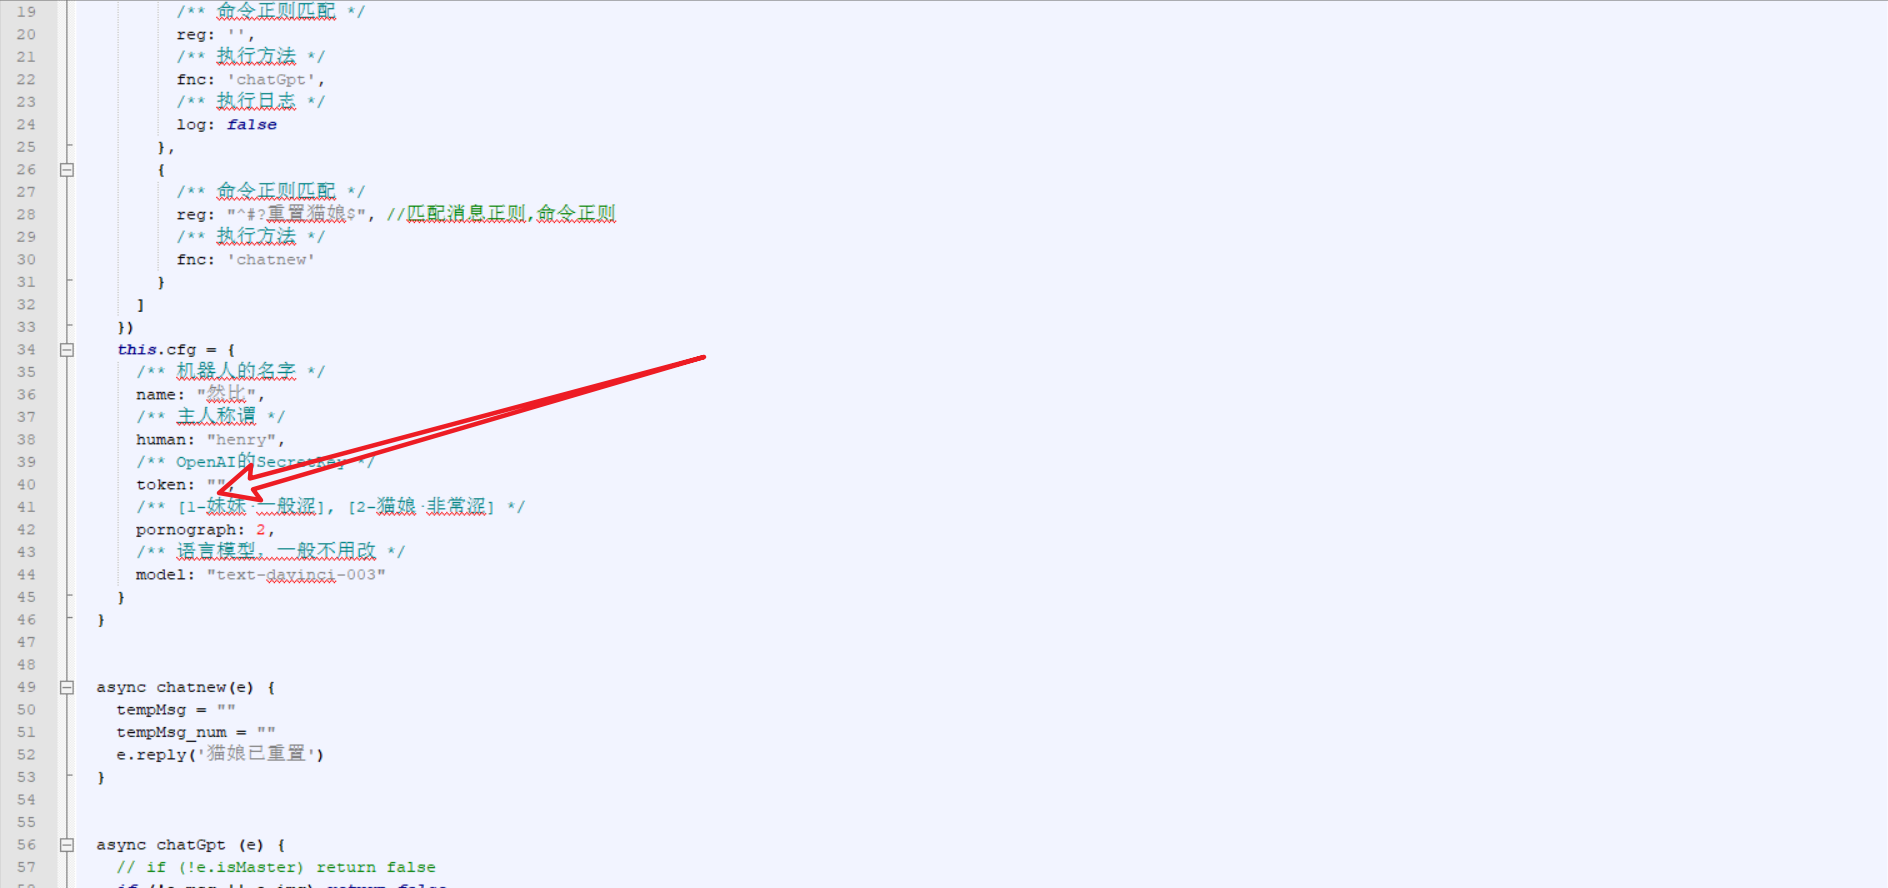 19 /** 命令正则匹配 */
20 reg: '',
21 /** 执行方法 */
22 fnc: 'chatGpt',
23 /** 执行日志 */
24 log: false
25 },
26 {
27 /** 命令正则匹配 */
28 reg: "^#?重置猫娘$", //匹配消息正则,命令正则
29 /** 执行方法 */
30 fnc: 'chatnew'
31 }
32 ]
33 })
34 this.cfg = {
35 /** 机器人的名字 */
36 name: "然比",
37 /** 主人称谓 */
38 human: "henry",
39 /** OpenAI的SecretKey */
40 token: "",
41 /** [1-妹妹·一般涩], [2-猫娘·非常涩] */
42 pornograph: 2,
43 /** 语言模型，一般不用改 */
44 model: "text-davinci-003"
45 }
46 }
47
48
49 async chatnew(e) {
50 tempMsg = ""
51 tempMsg_num = ""
52 e.reply('猫娘已重置')
53 }
54
55
56 async chatGpt (e) {
57 // if (!e.isMaster) return false